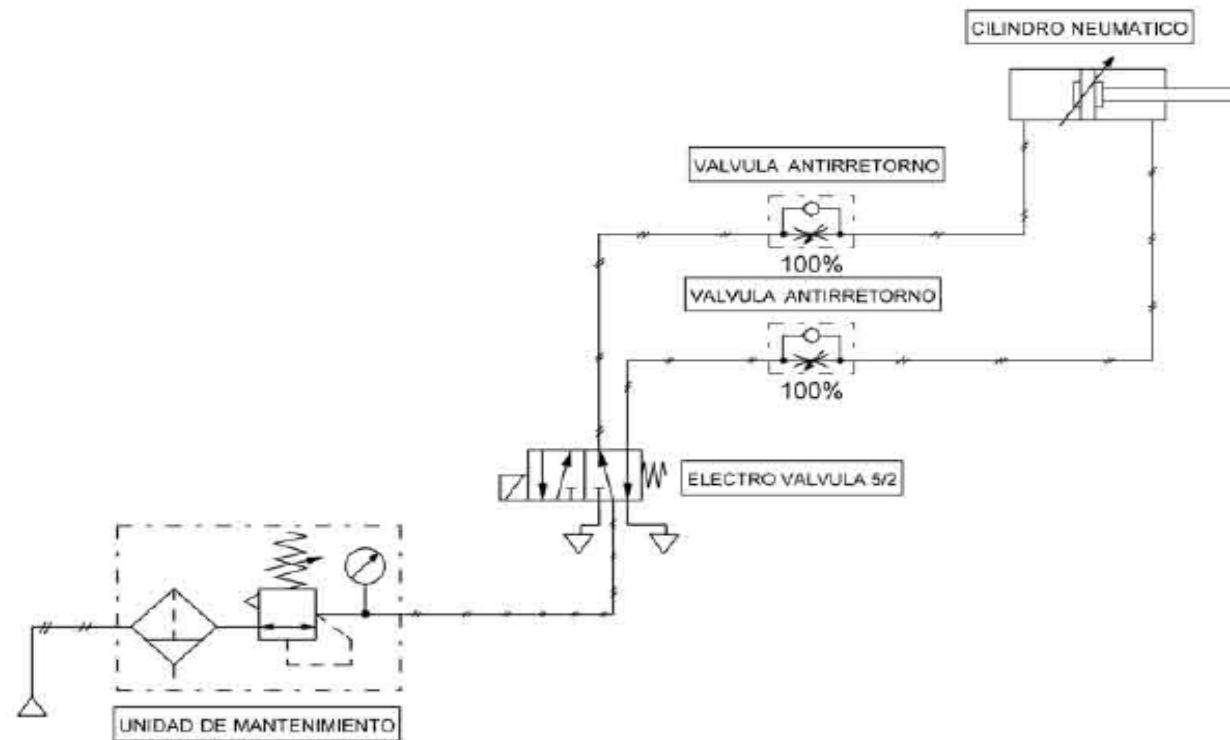 CILINDRO NEUMATICO
VALVULA ANTIRRETORNO
100%
VALVULA ANTIRRETORNO
100%
ELECTRO VALVULA 5/2
UNIDAD DE MANTENIMIENTO